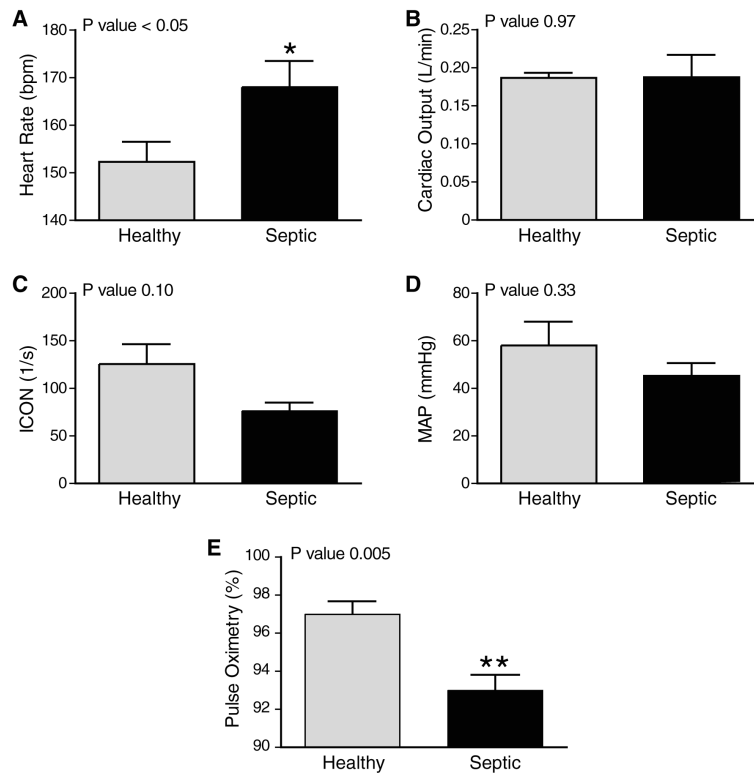 A
P value < 0.05
Heart Rate (bpm)
180
170
160
150
140
*
Healthy Septic
B
P value 0.97
Cardiac Output (L/min)
0.25
0.20
0.15
0.10
0.05
0
Healthy Septic
C
P value 0.10
ICON (1/s)
200
150
100
50
0
Healthy Septic
D
P value 0.33
MAP (mmHg)
80
60
40
20
0
Healthy Septic
E
P value 0.005
Pulse Oximetry (%)
100
98
96
94
92
90
**
Healthy Septic